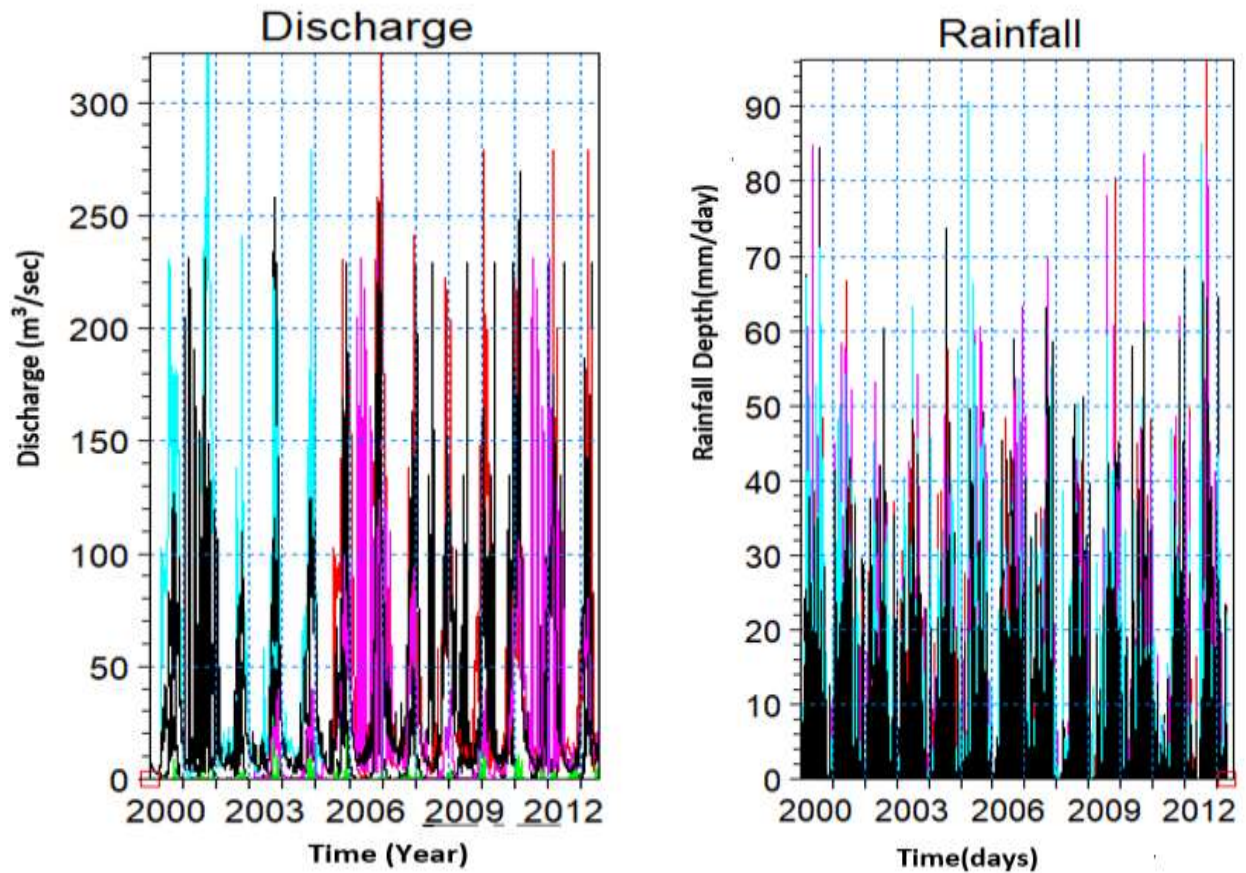 Discharge
Discharge (m³/sec)
300
250
200
150
100
50
0
2000 2003 2006 2009 2012
Time (Year)
Rainfall
Rainfall Depth(mm/day)
90
80
70
60
50
40
30
20
10
0
2000 2003 2006 2009 2012
Time(days)